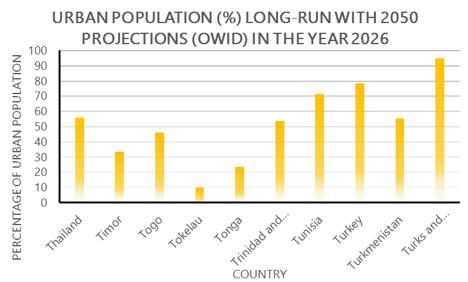 URBAN POPULATION (%) LONG-RUN WITH 2050
PROJECTIONS (OWID) IN THE YEAR 2026
PERCENTAGE OF URBAN POPULATION
100
90
80
70
60
50
40
30
20
10
0
Thailand
Timor
Togo
Tokelau
Tonga
Trinidad and...
Tunisia
Turkey
Turkmenistan
Turks and...
COUNTRY